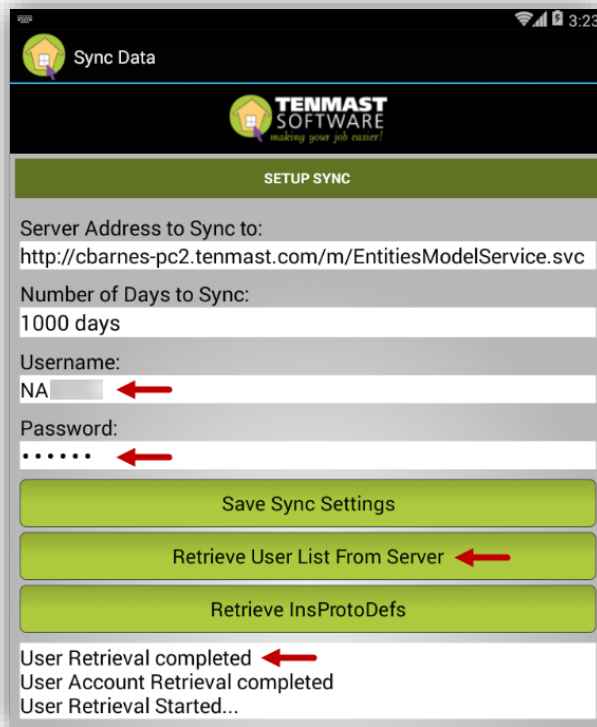 3:23
Sync Data
TENMAST
SOFTWARE
making your job easier!
SETUP SYNC
Server Address to Sync to:
http://cbarnes-pc2.tenmast.com/m/EntitiesModelService.svc
Number of Days to Sync:
1000 days
Username:
NA
Password:
••••••
Save Sync Settings
Retrieve User List From Server
Retrieve InsProtoDefs
User Retrieval completed
User Account Retrieval completed
User Retrieval Started...